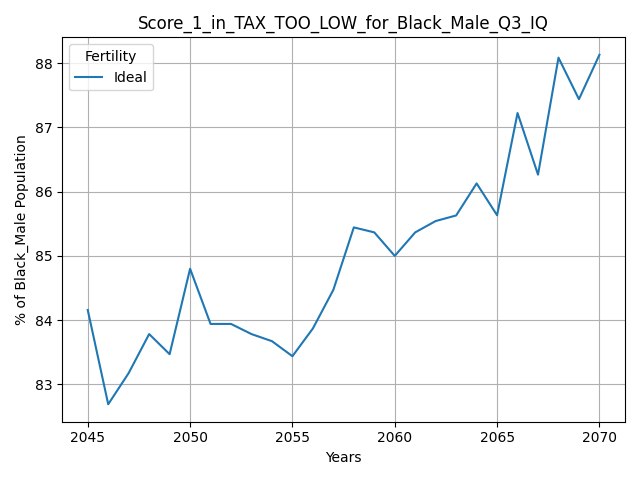 Score_1_in_TAX_TOO_LOW_for_Black_Male_Q3_IQ
Fertility
Ideal
% of Black_Male Population
88
87
86
85
84
83
2045
2050
2055
2060
2065
2070
Years